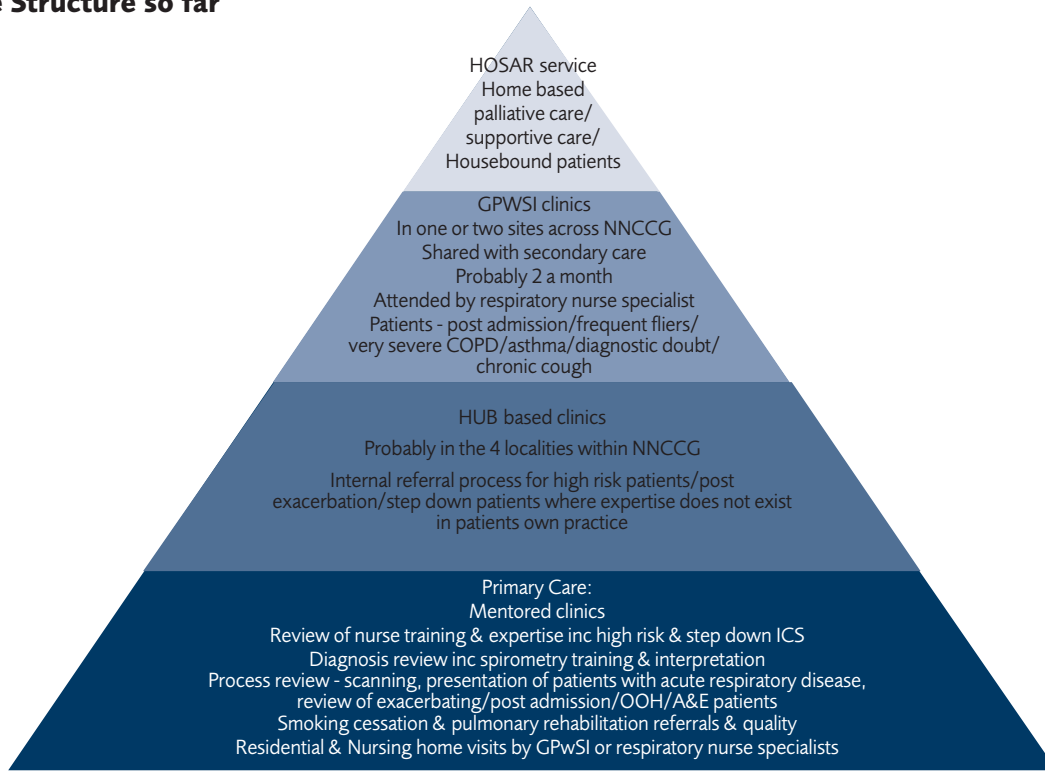 Structure so far
HOSAR service
Home based
palliative care/
supportive care/
Housebound patients
GPWSI clinics
In one or two sites across NNCCG
Shared with secondary care
Probably 2 a month
Attended by respiratory nurse specialist
Patients - post admission/frequent fliers/
very severe COPD/asthma/diagnostic doubt/
chronic cough
HUB based clinics
Probably in the 4 localities within NNCCG
Internal referral process for high risk patients/post
exacerbation/step down patients where expertise does not exist
in patients own practice
Primary Care:
Mentored clinics
Review of nurse training & expertise inc high risk & step down ICS
Diagnosis review inc spirometry training & interpretation
Process review - scanning, presentation of patients with acute respiratory disease,
review of exacerbating/post admission/OOH/A&E patients
Smoking cessation & pulmonary rehabilitation referrals & quality
Residential & Nursing home visits by GPwSI or respiratory nurse specialists